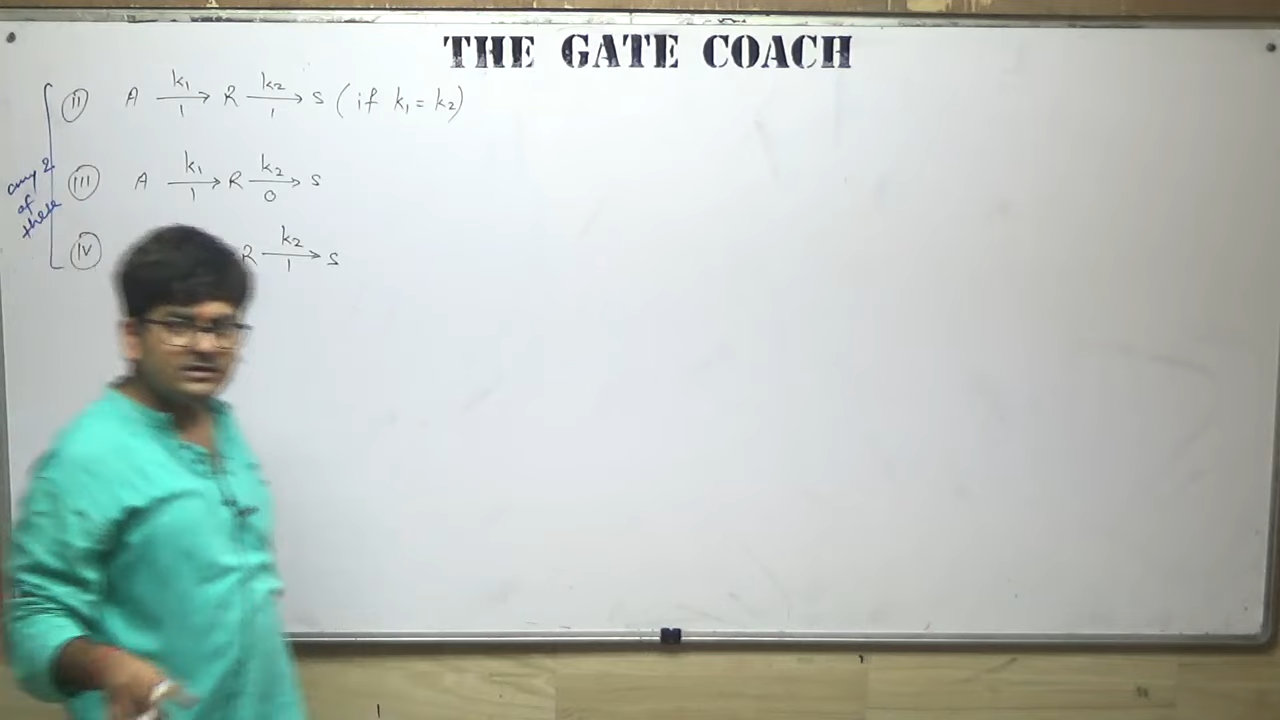 THE GATE COACH
(ii) A k₁ 1 → R k₂ 1 → S (if k₁ = k₂)
any 2
of
these
(iii) A k₁ 1 → R k₂ 0 → S
(iv) R k₂ 1 → S